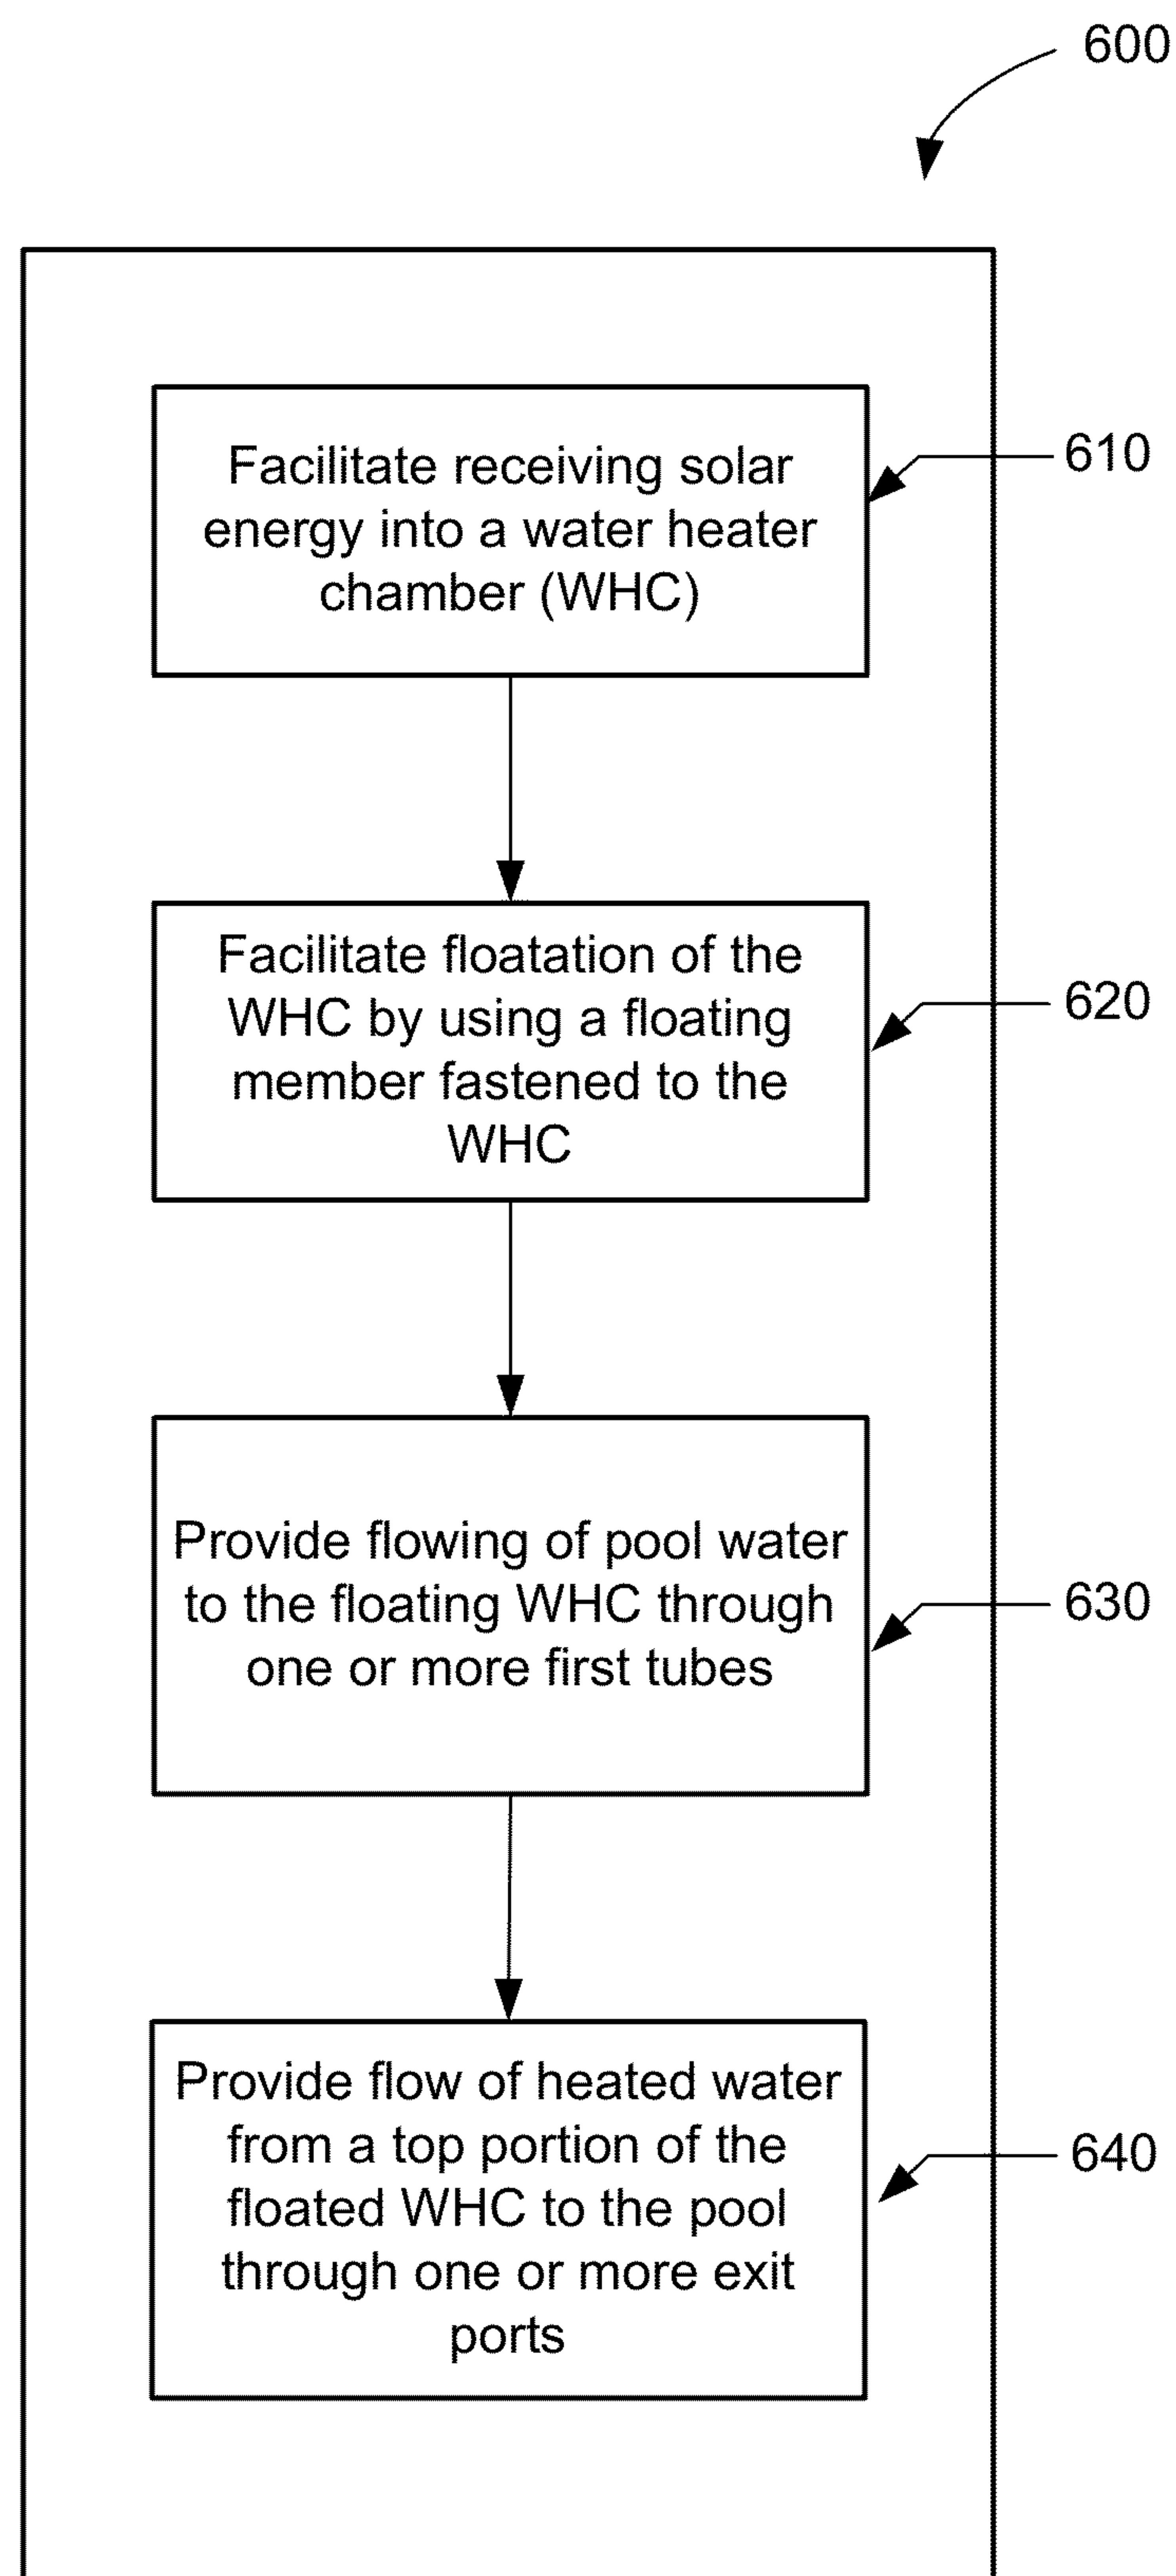 600
Facilitate receiving solar
energy into a water heater
chamber (WHC)
610
Facilitate floatation of the
WHC by using a floating
member fastened to the
WHC
620
Provide flowing of pool water
to the floating WHC through
one or more first tubes
630
Provide flow of heated water
from a top portion of the
floated WHC to the pool
through one or more exit
ports
640